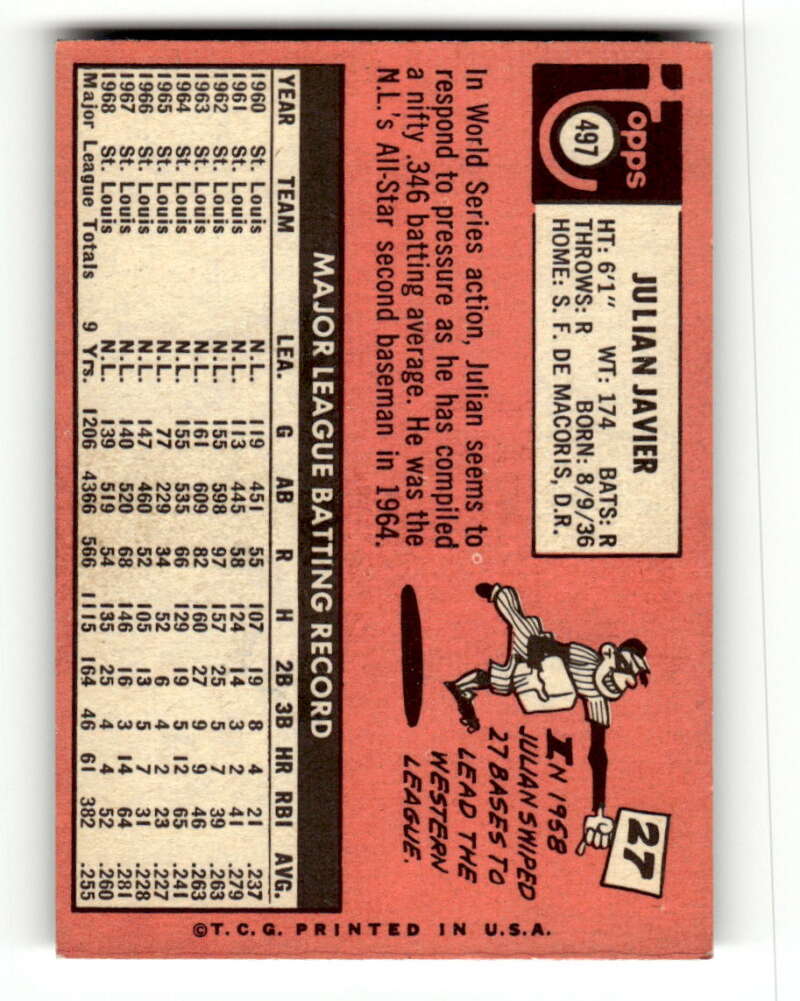 Topps
497
JULIAN JAVIER
HT: 6'1" WT: 174 BATS: R
THROWS: R BORN: 8/9/36
HOME: S. F. DE MACORIS, D.R.
In World Series action, Julian seems to
respond to pressure as he has compiled
a nifty .346 batting average. He was the
N.L.'s All-Star second baseman in 1964.
27
IN 1958
JULIAN SWIPED
27 BASES TO
LEAD THE
WESTERN
LEAGUE.
MAJOR LEAGUE BATTING RECORD
YEAR TEAM LEA. G AB R H 2B 3B HR RBI AVG.
1960 St. Louis N.L. 119 451 55 107 19 8 4 21 .237
1961 St. Louis N.L. 113 445 58 124 14 3 2 41 .279
1962 St. Louis N.L. 155 598 97 157 25 5 7 39 .263
1963 St. Louis N.L. 161 609 82 160 27 9 9 46 .263
1964 St. Louis N.L. 155 535 66 129 19 5 12 65 .241
1965 St. Louis N.L. 77 229 34 52 6 4 2 23 .227
1966 St. Louis N.L. 147 460 52 105 13 5 7 31 .228
1967 St. Louis N.L. 140 520 68 146 16 3 14 64 .281
1968 St. Louis N.L. 139 519 54 135 25 4 4 52 .260
Major League Totals 9 Yrs. 1206 4366 566 1115 164 46 61 382 .255
©T.C.G. PRINTED IN U.S.A.